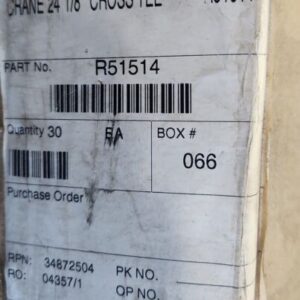 CRANE 24 1/8" CROSS TEE
PART No. R51514
Quantity 30 EA BOX #
066
Purchase Order
RPN: 34872504 PK NO.
RO: 04357/1 OP NO.